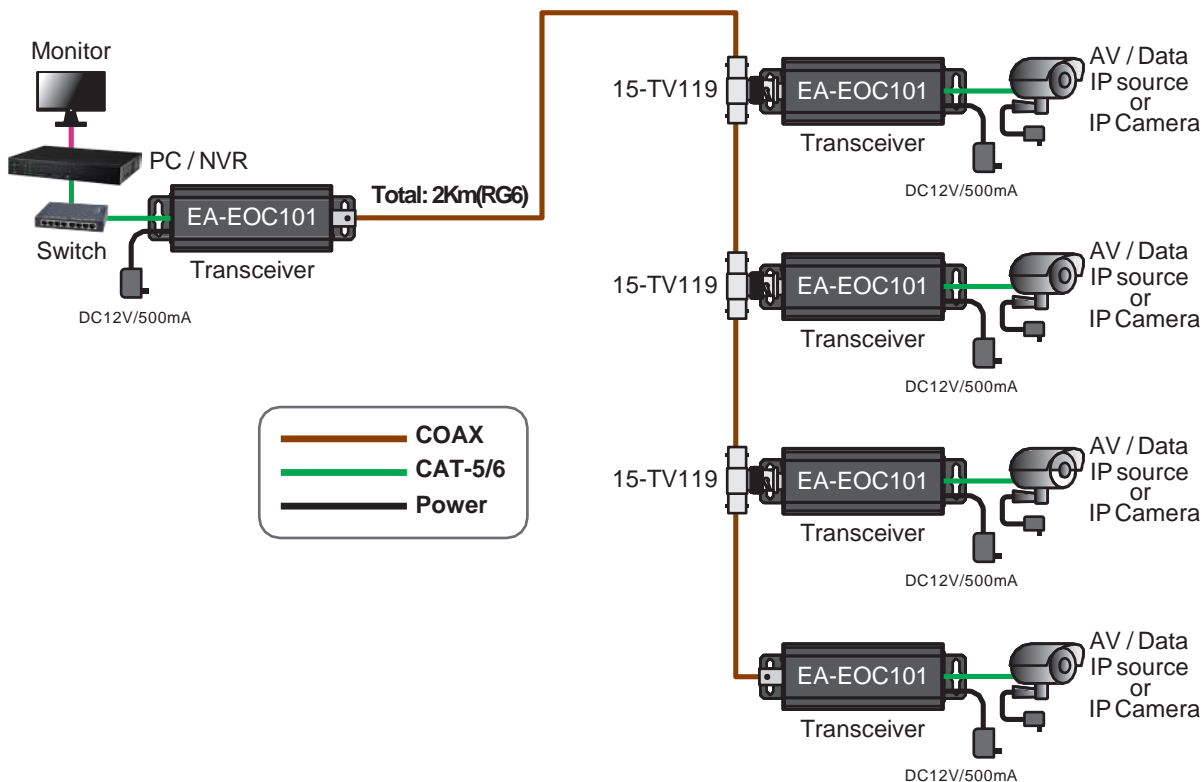 Monitor
PC / NVR
Switch
EA-EOC101
Transceiver
DC12V/500mA
Total: 2Km(RG6)
COAX
CAT-5/6
Power
15-TV119
EA-EOC101
Transceiver
DC12V/500mA
AV / Data
IP source
or
IP Camera
15-TV119
EA-EOC101
Transceiver
DC12V/500mA
AV / Data
IP source
or
IP Camera
15-TV119
EA-EOC101
Transceiver
DC12V/500mA
AV / Data
IP source
or
IP Camera
EA-EOC101
Transceiver
DC12V/500mA
AV / Data
IP source
or
IP Camera